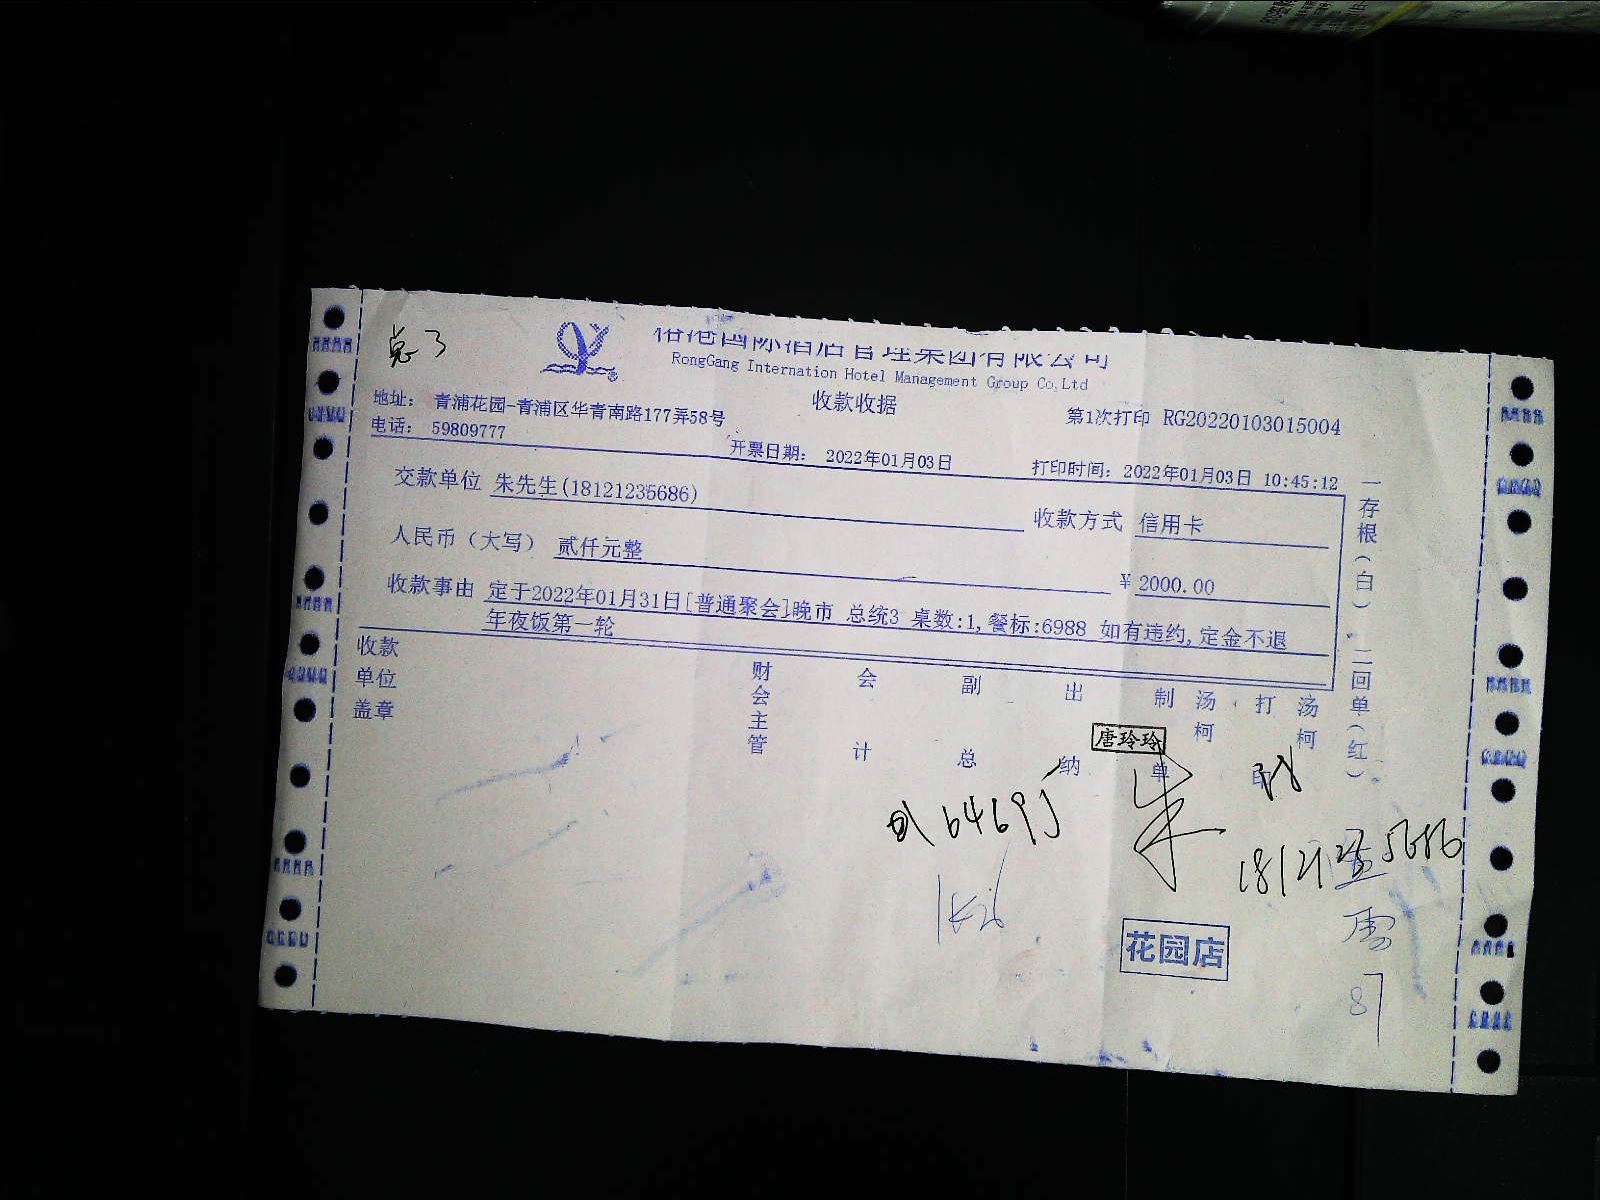 总3
国际酒店管理集团有限公司
RongGang Internation Hotel Management Group Co,Ltd
收款收据
地址： 青浦花园-青浦区华青南路177弄58号
第1次打印 RG20220103015004
电话： 59809777
开票日期： 2022年01月03日
打印时间：2022年01月03日 10:45:12
交款单位 朱先生(18121235686)
收款方式 信用卡
人民币（大写） 贰仟元整
¥ 2000.00
收款事由 定于2022年01月31日[普通聚会]晚市 总统3 桌数:1,餐标:6988 如有违约,定金不退
年夜饭第一轮
一存根(白)、二回单(红)
收款单位盖章
财会主管
会计
副总
出纳
制单
汤柯
打印
汤柯
唐玲玲
朱
花园店
87